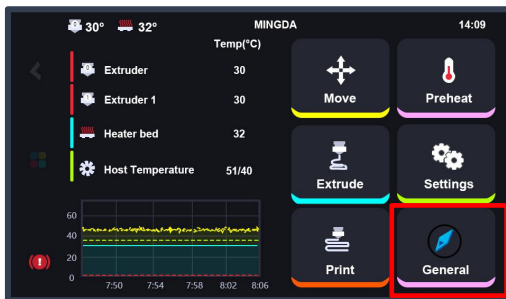 30° 32° MINGDA 14:09
Temp(°C)
Extruder 30
Extruder 1 30
Heater bed 32
Host Temperature 51/40
Move
Preheat
Extrude
Settings
Print
General
60
40
20
0
7:50 7:54 7:58 8:02 8:06